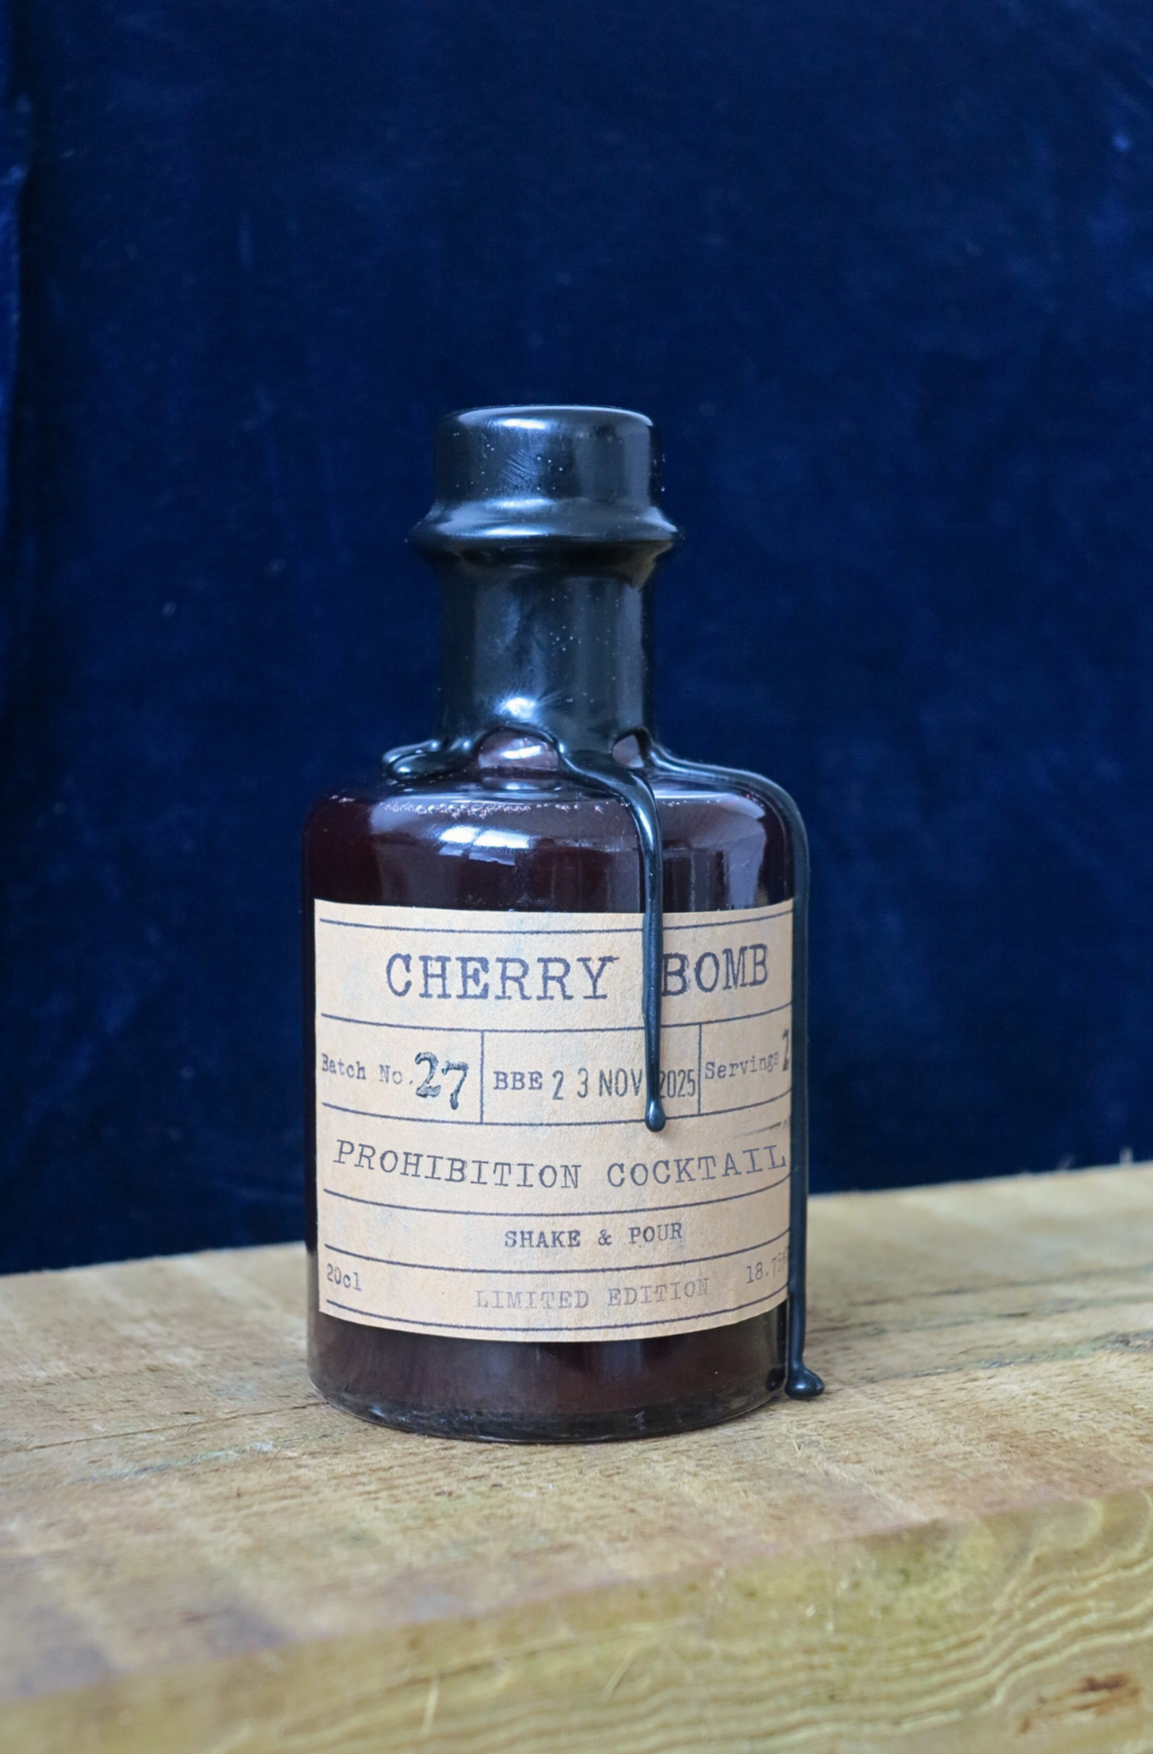 CHERRY BOMB
Batch No. 27 BBE 23 NOV 2025 Servings
PROHIBITION COCKTAIL
SHAKE & POUR
20cl LIMITED EDITION